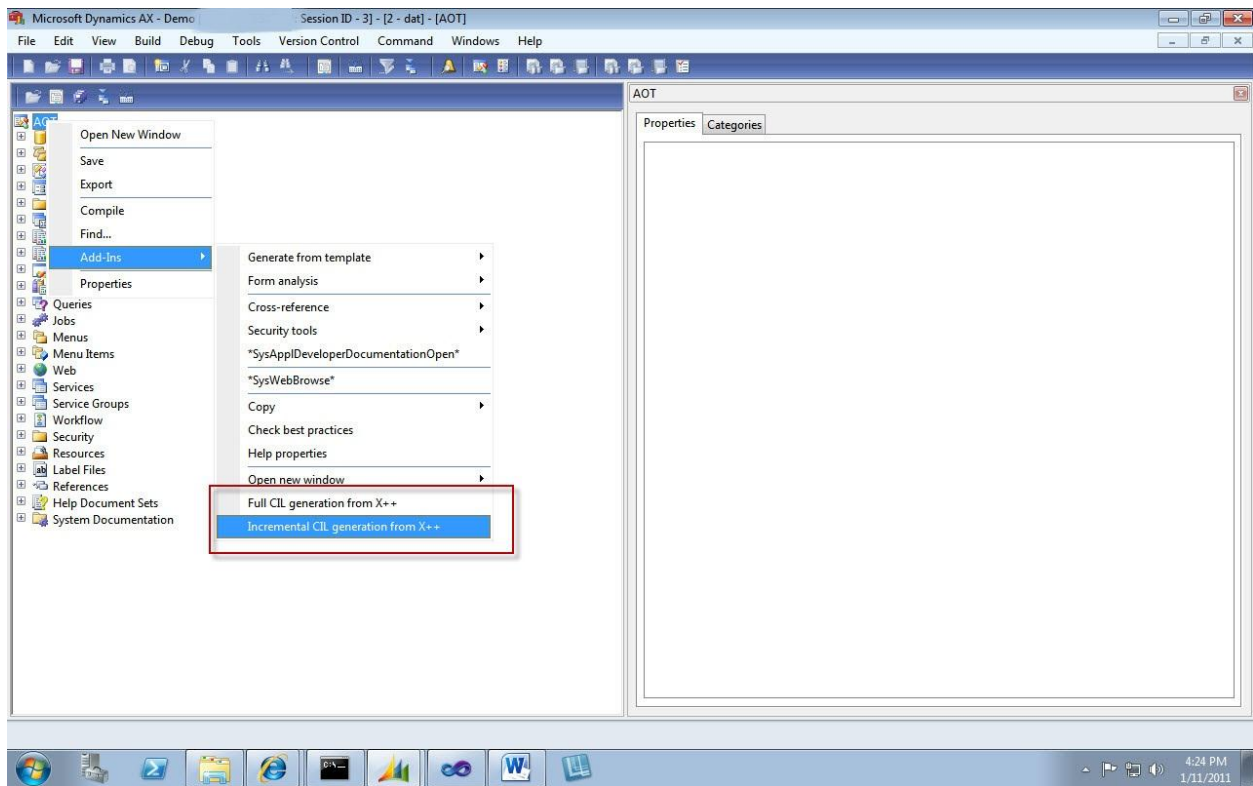 Microsoft Dynamics AX - Demo Session ID - 3] - [2 - dat] - [AOT]
File Edit View Build Debug Tools Version Control Command Windows Help
AOT
Properties Categories
AOT
Open New Window
Save
Export
Compile
Find...
Add-Ins
Properties
Generate from template
Form analysis
Cross-reference
Security tools
*SysApplDeveloperDocumentationOpen*
*SysWebBrowse*
Copy
Check best practices
Help properties
Open new window
Full CIL generation from X++
Incremental CIL generation from X++
Queries
Jobs
Menus
Menu Items
Web
Services
Service Groups
Workflow
Security
Resources
Label Files
References
Help Document Sets
System Documentation
4:24 PM
1/11/2011